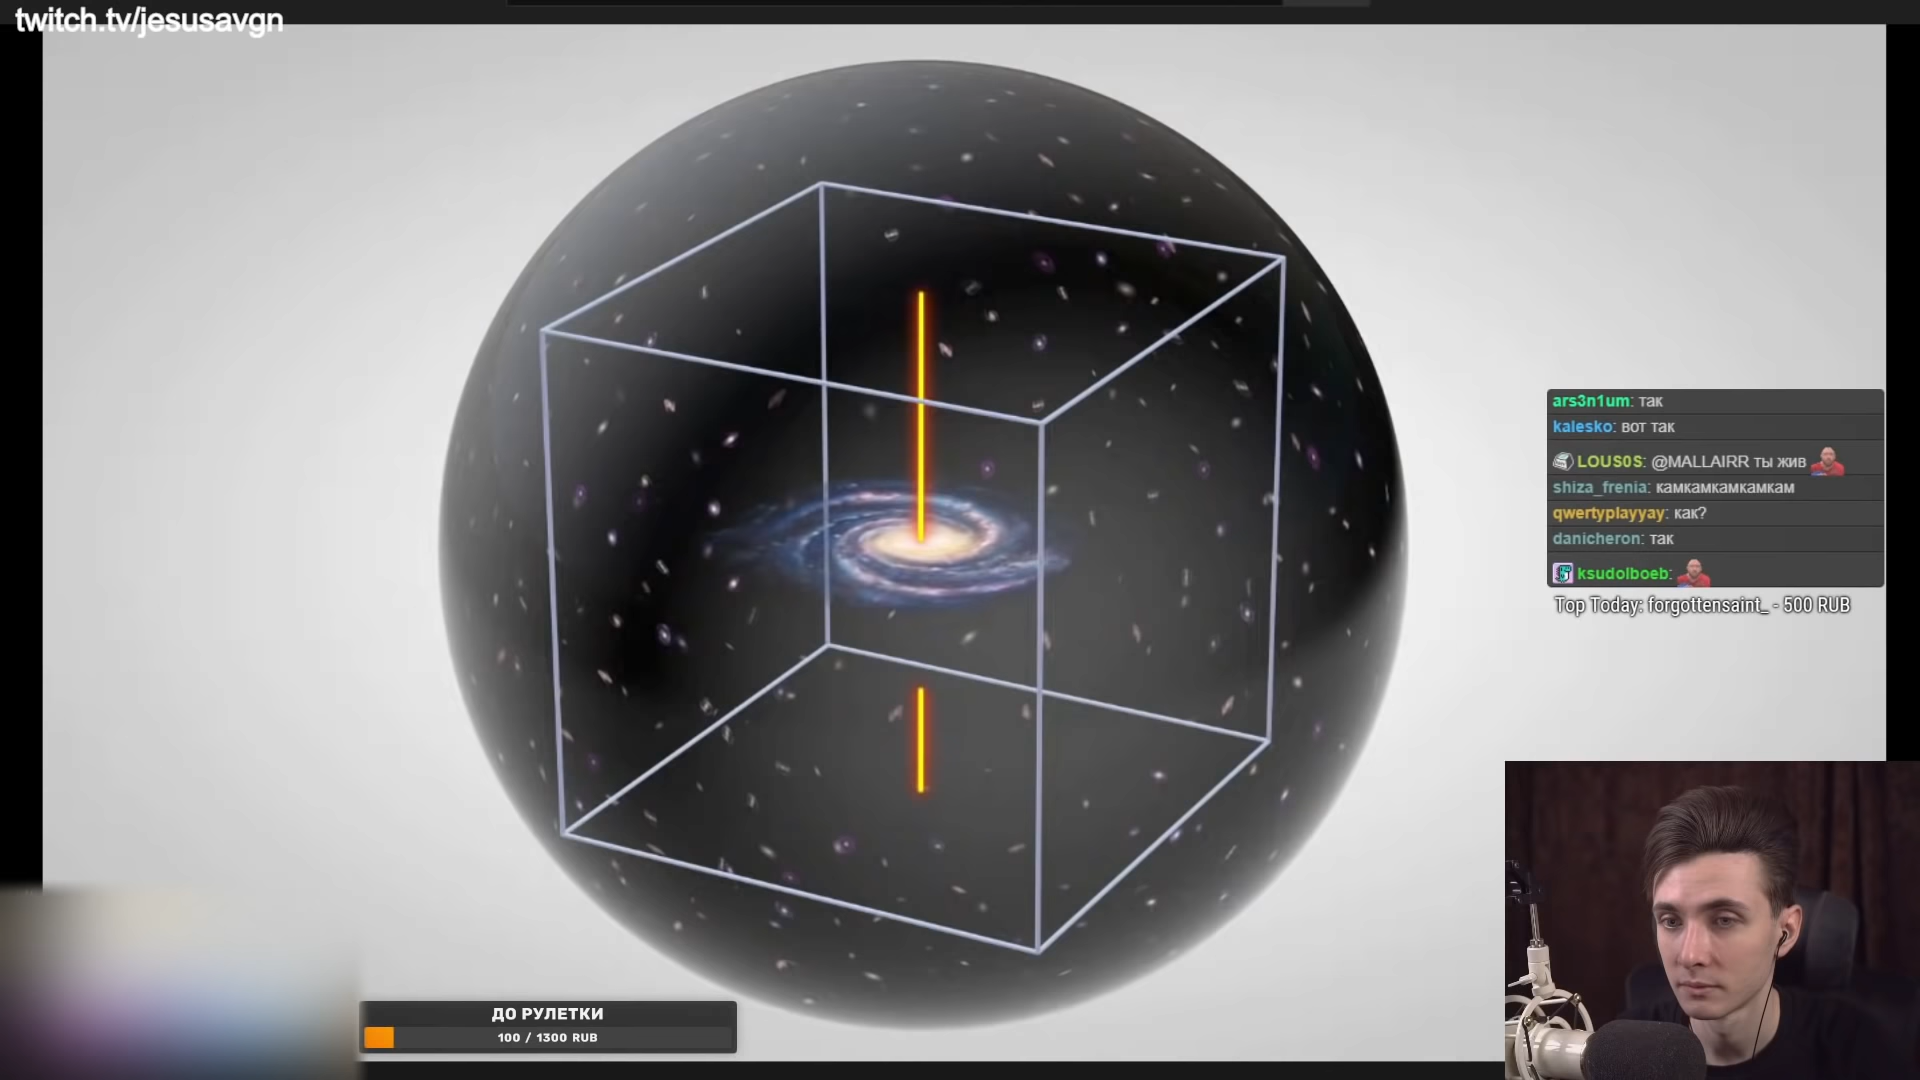 twitch.tv/jesusavgn
ars3n1um: так
kalesko: вот так
LOUS0S: @MALLAIRR ты жив
shiza_frenia: камкамкамкамкам
qwertyplayyay: как?
danicheron: так
ksudolboeb:
Top Today: forgottensaint_ - 500 RUB
ДО РУЛЕТКИ
100 / 1300 RUB